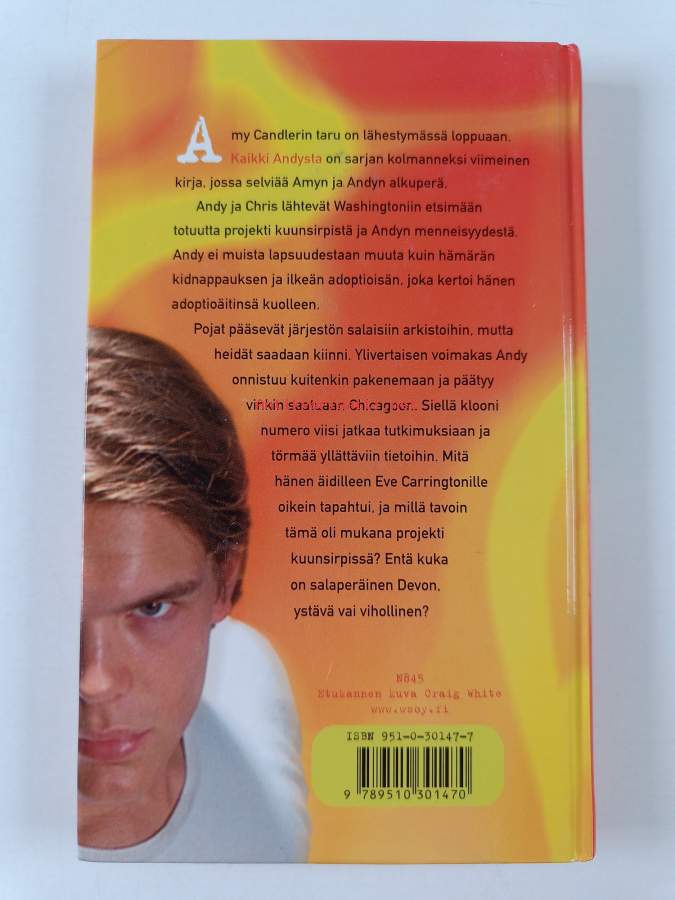 Amy Candlerin taru on lähestymässä loppuaan.
Kaikki Andysta on sarjan kolmanneksi viimeinen
kirja, jossa selviää Amyn ja Andyn alkuperä.
Andy ja Chris lähtevät Washingtoniin etsimään
totuutta projekti kuunsirpistä ja Andyn menneisyydestä.
Andy ei muista lapsuudestaan muuta kuin hämärän
kidnappauksen ja ilkeän adoptioisän, joka kertoi hänen
adoptioäitinsä kuolleen.
Pojat pääsevät järjestön salaisiin arkistoihin, mutta
heidät saadaan kiinni. Ylivertaisen voimakas Andy
onnistuu kuitenkin pakenemaan ja päätyy
vinkin saatuaan Chicagoon. Siellä klooni
numero viisi jatkaa tutkimuksiaan ja
törmää yllättäviin tietoihin. Mitä
hänen äidilleen Eve Carringtonille
oikein tapahtui, ja millä tavoin
tämä oli mukana projekti
kuunsirpissä? Entä kuka
on salaperäinen Devon,
ystävä vai vihollinen?
N845
Etukannen kuva Craig White
www.wsoy.fi
ISBN 951-0-30147-7
9 789510 301470